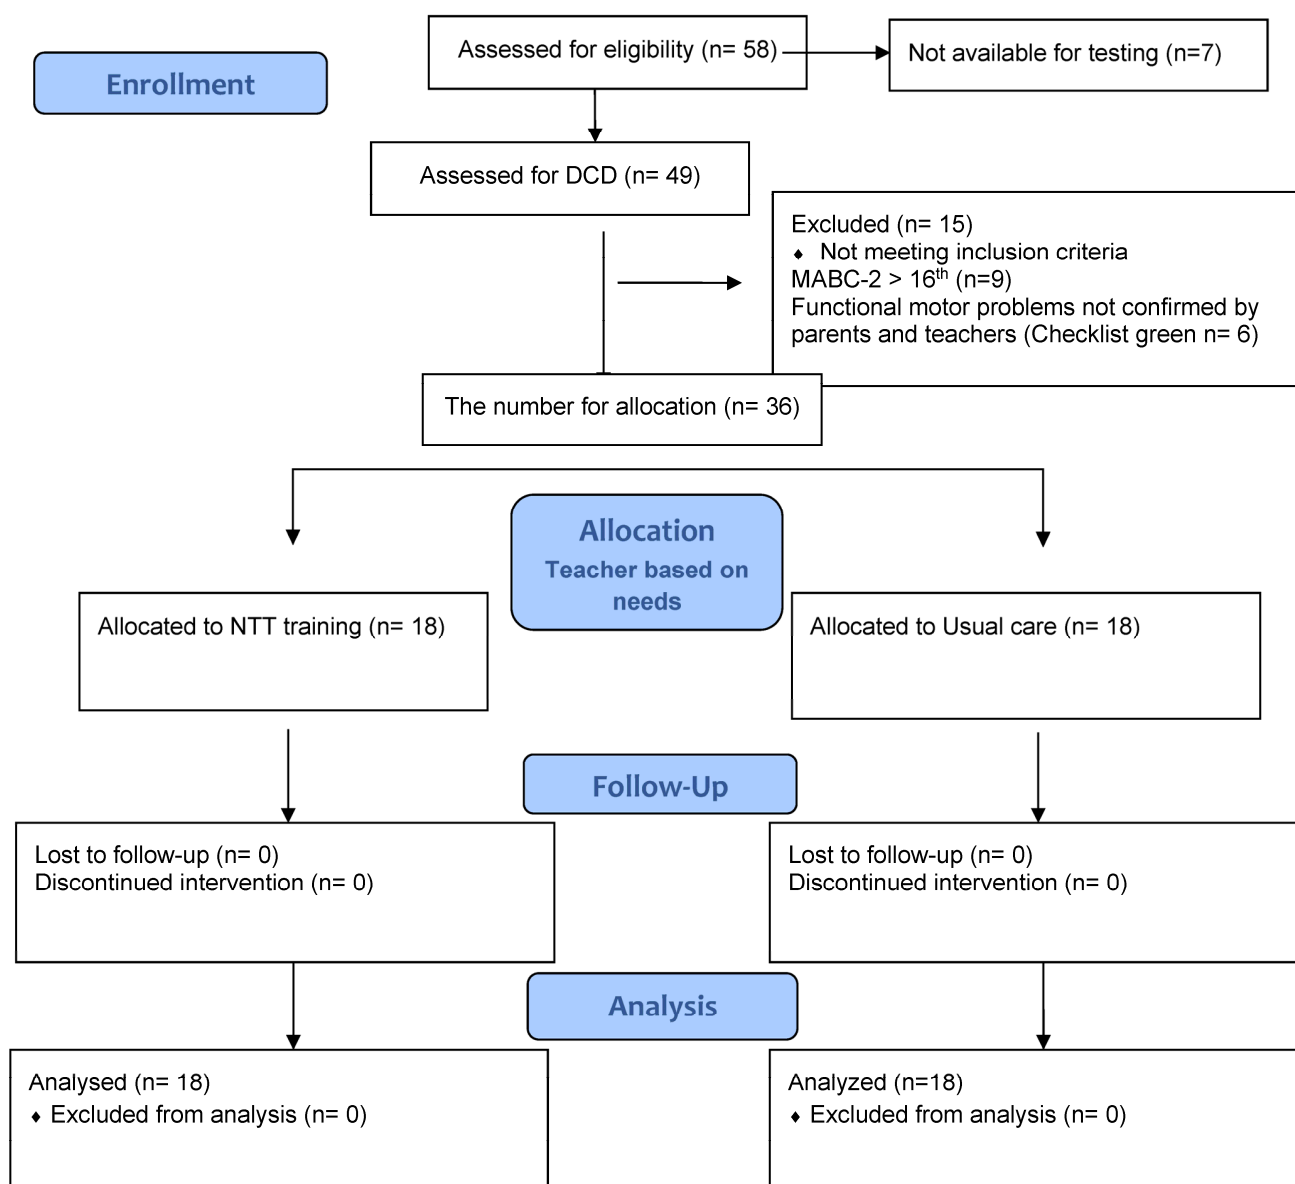 Assessed for eligibility (n= 58)
Not available for testing (n=7)
Enrollment
Assessed for DCD (n= 49)
Excluded (n= 15)
♦ Not meeting inclusion criteria
MABC-2 > 16th (n=9)
Functional motor problems not confirmed by
parents and teachers (Checklist green n= 6)
The number for allocation (n= 36)
Allocation
Teacher based on
needs
Allocated to NTT training (n= 18)
Allocated to Usual care (n= 18)
Follow-Up
Lost to follow-up (n= 0)
Discontinued intervention (n= 0)
Lost to follow-up (n= 0)
Discontinued intervention (n= 0)
Analysis
Analysed (n= 18)
♦ Excluded from analysis (n= 0)
Analyzed (n=18)
♦ Excluded from analysis (n= 0)